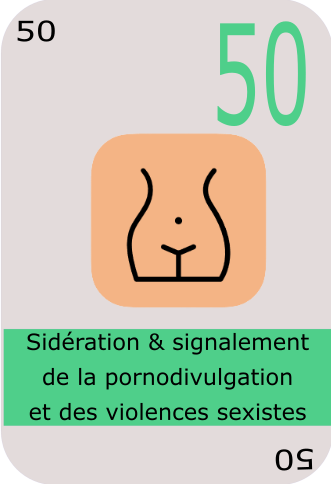 50
50
Sidération & signalement
de la pornodivulgation
et des violences sexistes
50